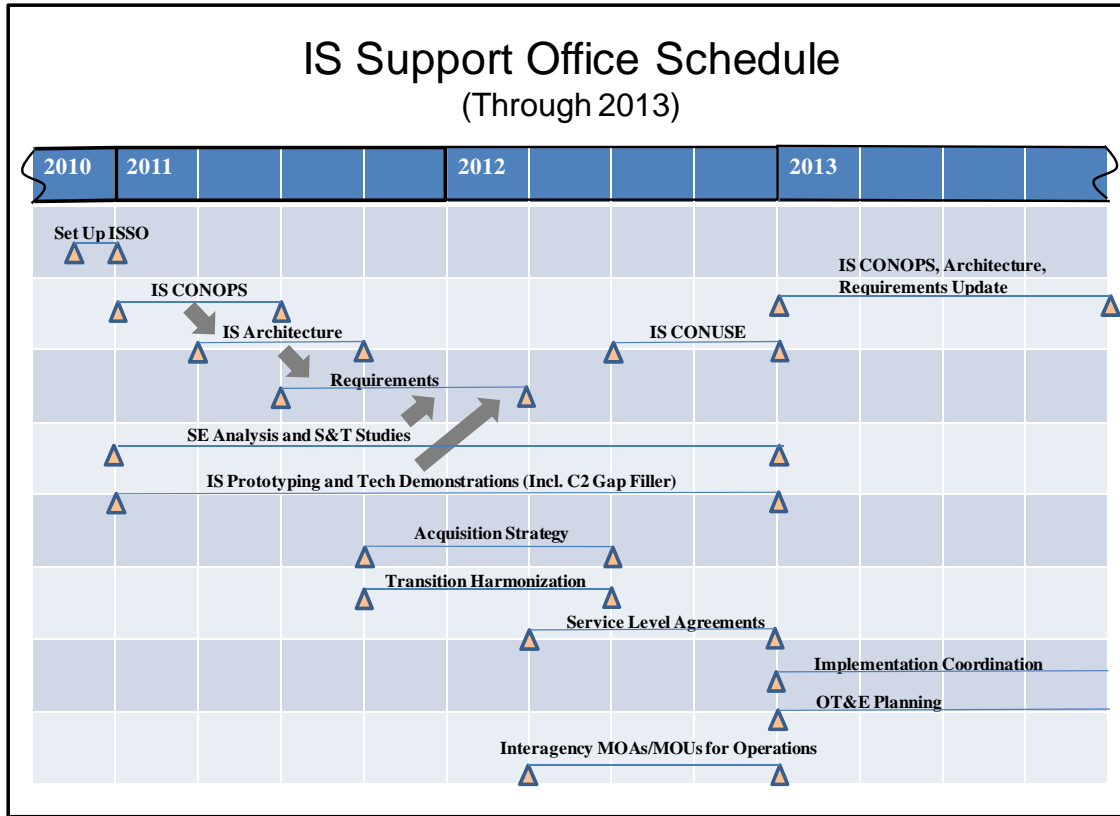 IS Support Office Schedule
(Through 2013)
2010 2011 2012 2013
Set Up ISSO
IS CONOPS, Architecture,
Requirements Update
IS CONOPS
IS Architecture
IS CONUSE
Requirements
SE Analysis and S&T Studies
IS Prototyping and Tech Demonstrations (Incl. C2 Gap Filler)
Acquisition Strategy
Transition Harmonization
Service Level Agreements
Implementation Coordination
OT&E Planning
Interagency MOAs/MOUs for Operations